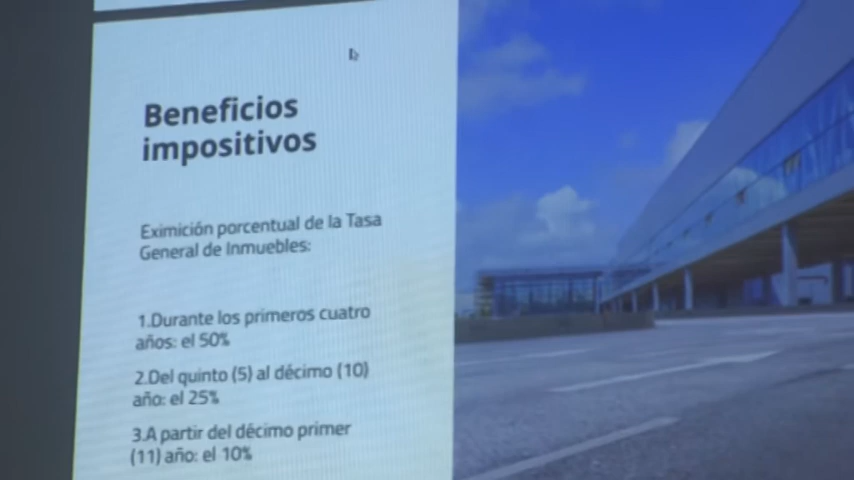 Beneficios
impositivos
Eximición porcentual de la Tasa
General de Inmuebles:
1.Durante los primeros cuatro
años: el 50%
2.Del quinto (5) al décimo (10)
año: el 25%
3.A partir del décimo primer
(11) año: el 10%